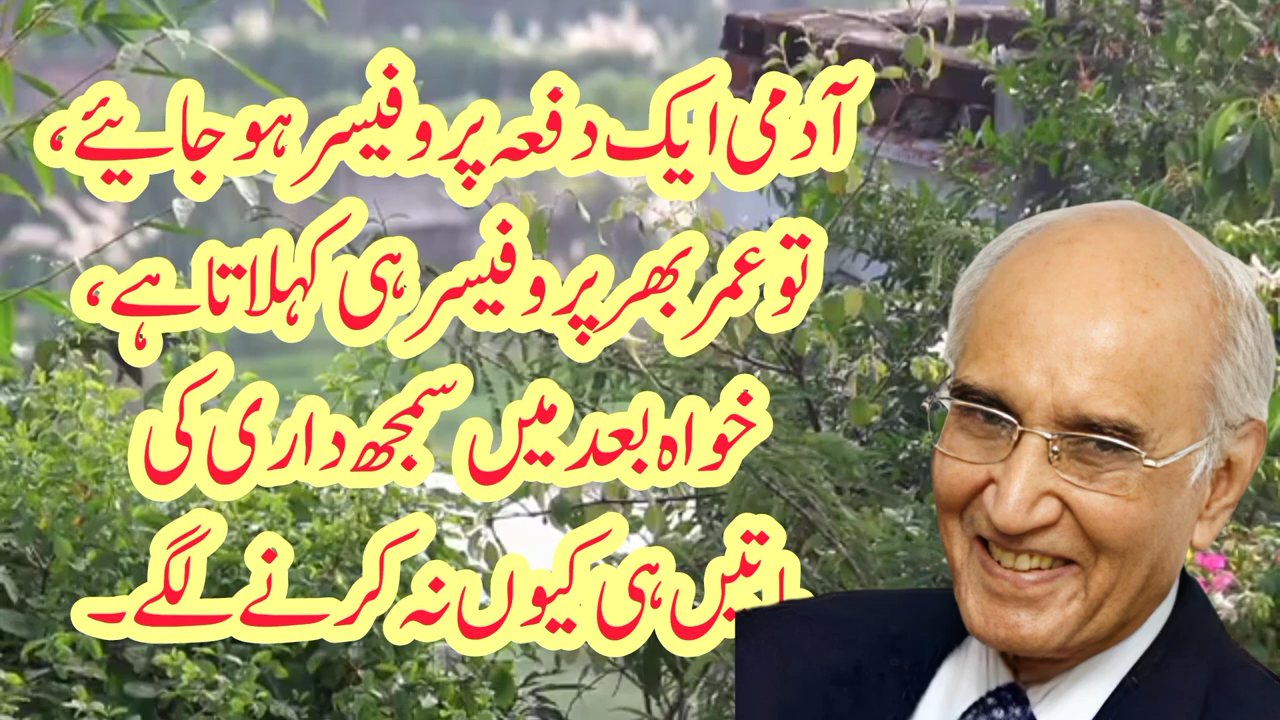 آدمی ایک دفعہ پروفیسر ہو جائیے،
تو عمر بھر پروفیسر ہی کہلاتا ہے،
خواہ بعد میں سمجھ داری کی
باتیں ہی کیوں نہ کرنے لگے۔